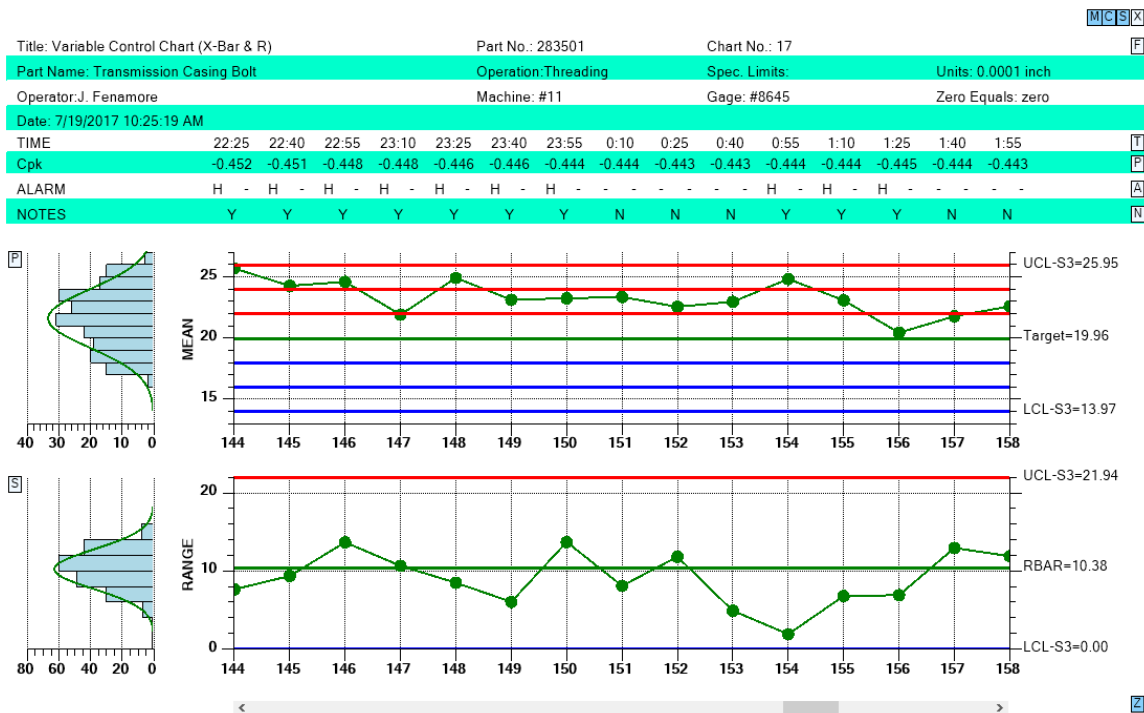 M C S X
Title: Variable Control Chart (X-Bar & R) Part No.: 283501 Chart No.: 17 F
Part Name: Transmission Casing Bolt Operation:Threading Spec. Limits: Units: 0.0001 inch
Operator:J. Fenamore Machine: #11 Gage: #8645 Zero Equals: zero
Date: 7/19/2017 10:25:19 AM
TIME 22:25 22:40 22:55 23:10 23:25 23:40 23:55 0:10 0:25 0:40 0:55 1:10 1:25 1:40 1:55 T
Cpk -0.452 -0.451 -0.448 -0.448 -0.446 -0.446 -0.444 -0.444 -0.443 -0.443 -0.444 -0.444 -0.445 -0.444 -0.443 P
ALARM H - H - H - H - H - H - H - - - - - - - H - H - H - - - - - A
NOTES Y Y Y Y Y Y Y N N N Y Y Y N N N
P
MEAN
25
20
15
UCL-S3=25.95
Target=19.96
LCL-S3=13.97
40 30 20 10 0
144 145 146 147 148 149 150 151 152 153 154 155 156 157 158
S
RANGE
20
10
0
UCL-S3=21.94
RBAR=10.38
LCL-S3=0.00
80 60 40 20 0
144 145 146 147 148 149 150 151 152 153 154 155 156 157 158
Z